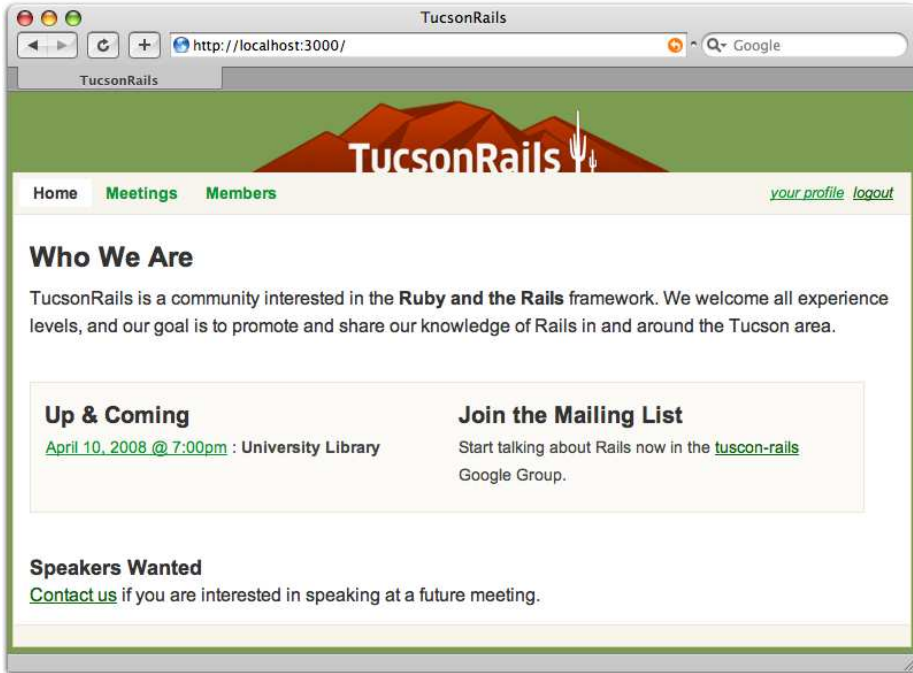 TucsonRails
http://localhost:3000/
Google
TucsonRails
TucsonRails
Home Meetings Members your profile logout
Who We Are
TucsonRails is a community interested in the Ruby and the Rails framework. We welcome all experience
levels, and our goal is to promote and share our knowledge of Rails in and around the Tucson area.
Up & Coming
April 10, 2008 @ 7:00pm : University Library
Join the Mailing List
Start talking about Rails now in the tuscon-rails
Google Group.
Speakers Wanted
Contact us if you are interested in speaking at a future meeting.